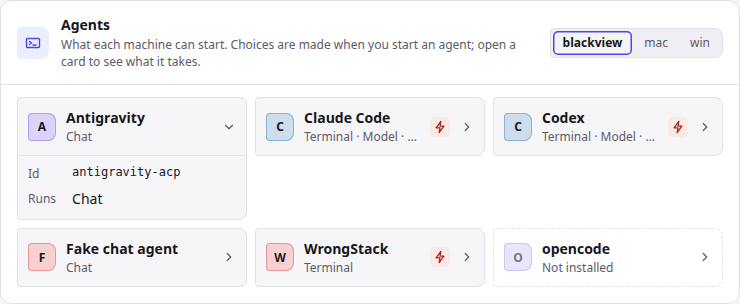 Agents
What each machine can start. Choices are made when you start an agent; open a
card to see what it takes.
blackview mac win
A Antigravity
Chat
Id antigravity-acp
Runs Chat
C Claude Code
Terminal · Model · ...
C Codex
Terminal · Model · ...
F Fake chat agent
Chat
W WrongStack
Terminal
O opencode
Not installed